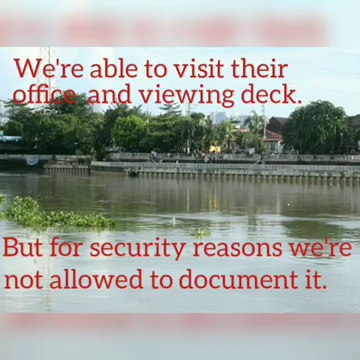 We're able to visit their
office and viewing deck.
But for security reasons we're
not allowed to document it.